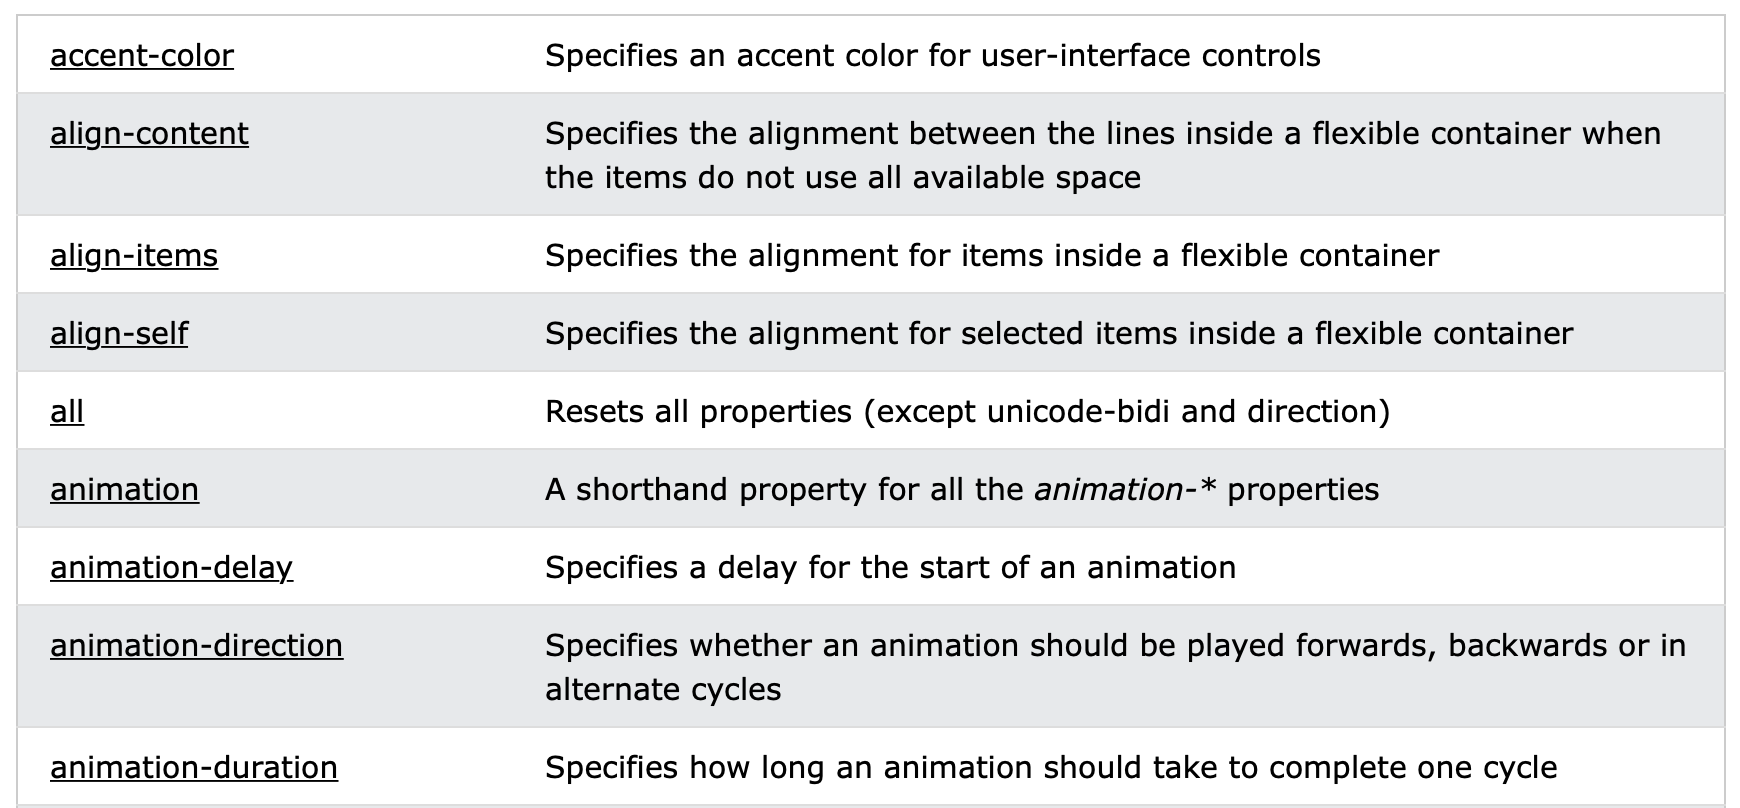 accent-color Specifies an accent color for user-interface controls
align-content Specifies the alignment between the lines inside a flexible container when
the items do not use all available space
align-items Specifies the alignment for items inside a flexible container
align-self Specifies the alignment for selected items inside a flexible container
all Resets all properties (except unicode-bidi and direction)
animation A shorthand property for all the animation-* properties
animation-delay Specifies a delay for the start of an animation
animation-direction Specifies whether an animation should be played forwards, backwards or in
alternate cycles
animation-duration Specifies how long an animation should take to complete one cycle